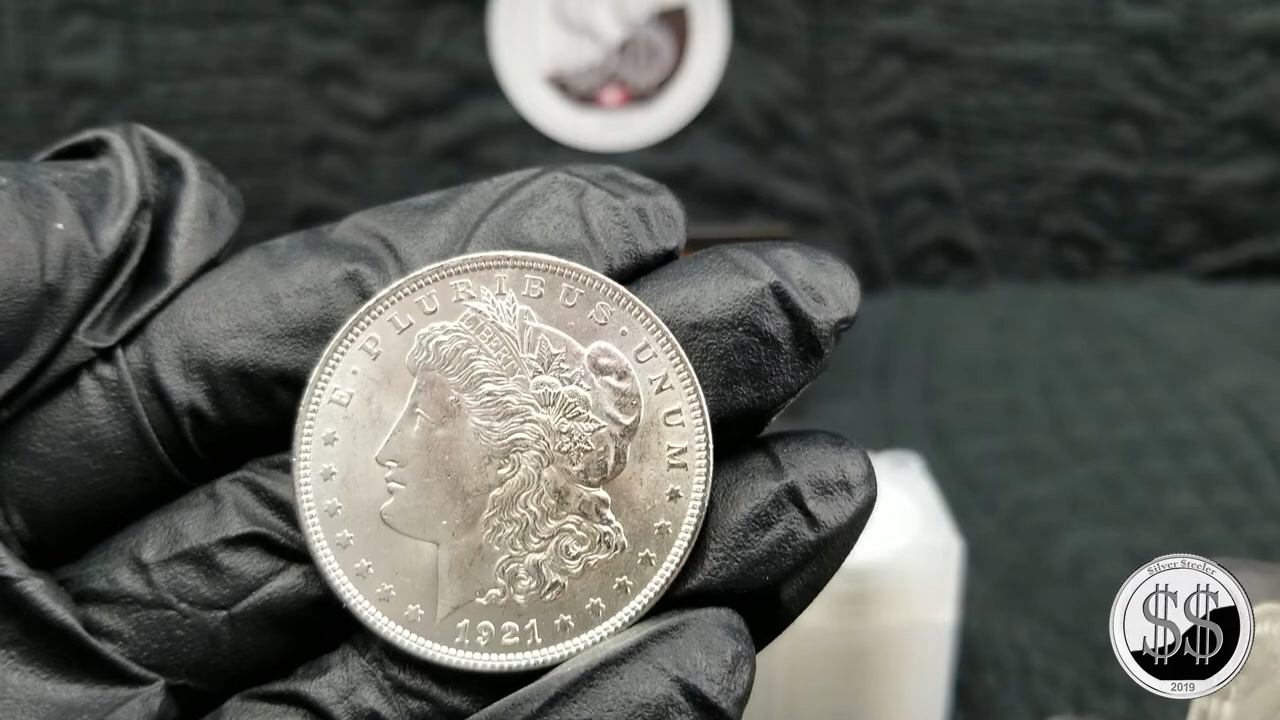 E · PLURIBUS · UNUM
LIBERTY
1921
Silver Steeler
$$
2019